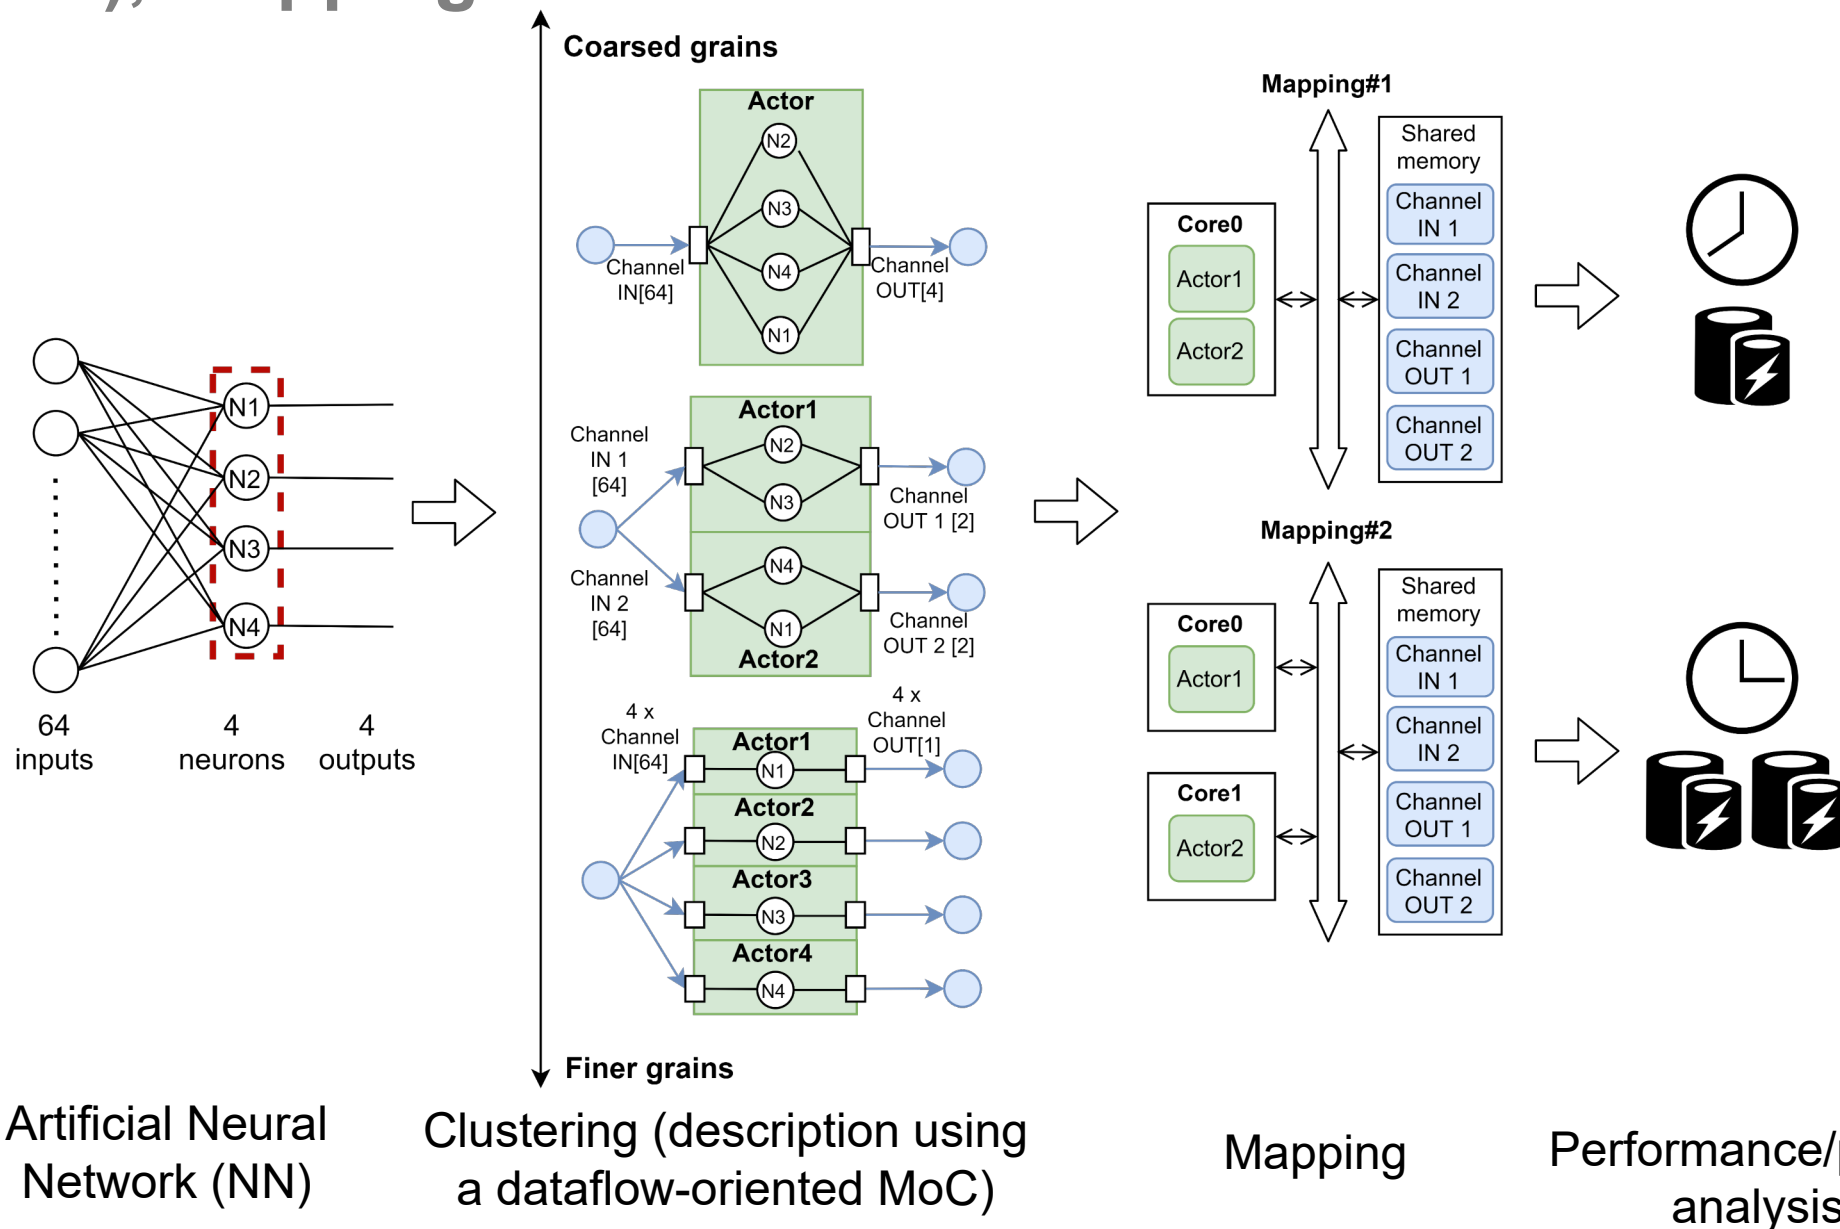 Coarsed grains
Actor
N2
N3
N4
N1
Channel
IN[64]
Channel
OUT[4]
N1
N2
N3
N4
64
inputs
4
neurons
4
outputs
Actor1
N2
N3
Channel
IN 1
[64]
Channel
OUT 1 [2]
N4
N1
Actor2
Channel
IN 2
[64]
Channel
OUT 2 [2]
4 x
Channel
IN[64]
4 x
Channel
OUT[1]
Actor1
N1
Actor2
N2
Actor3
N3
Actor4
N4
Finer grains
Mapping#1
Core0
Actor1
Actor2
Shared
memory
Channel
IN 1
Channel
IN 2
Channel
OUT 1
Channel
OUT 2
Mapping#2
Core0
Actor1
Core1
Actor2
Shared
memory
Channel
IN 1
Channel
IN 2
Channel
OUT 1
Channel
OUT 2
Artificial Neural
Network (NN)
Clustering (description using
a dataflow-oriented MoC)
Mapping
Performance/
analysis